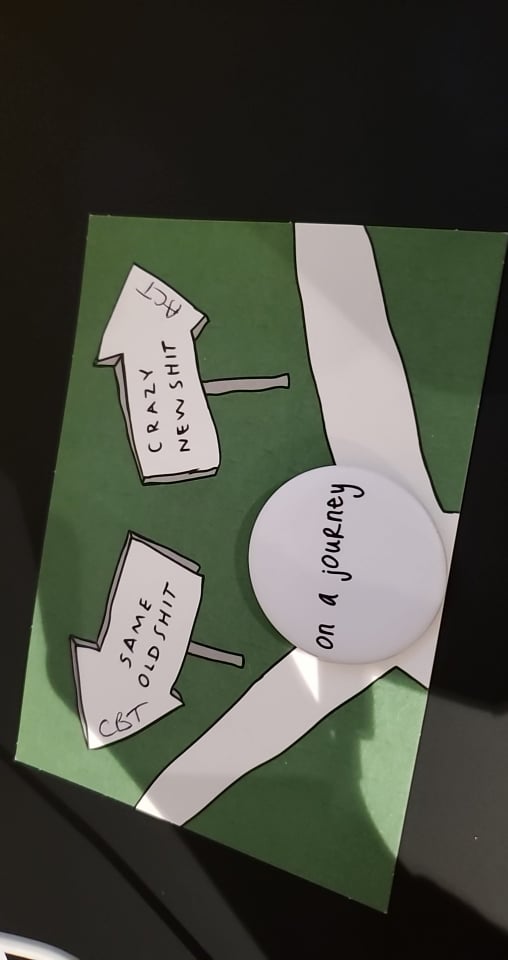 CBT
SAME
OLD SHIT
CRAZY
NEW SHIT
ACT
on a journey